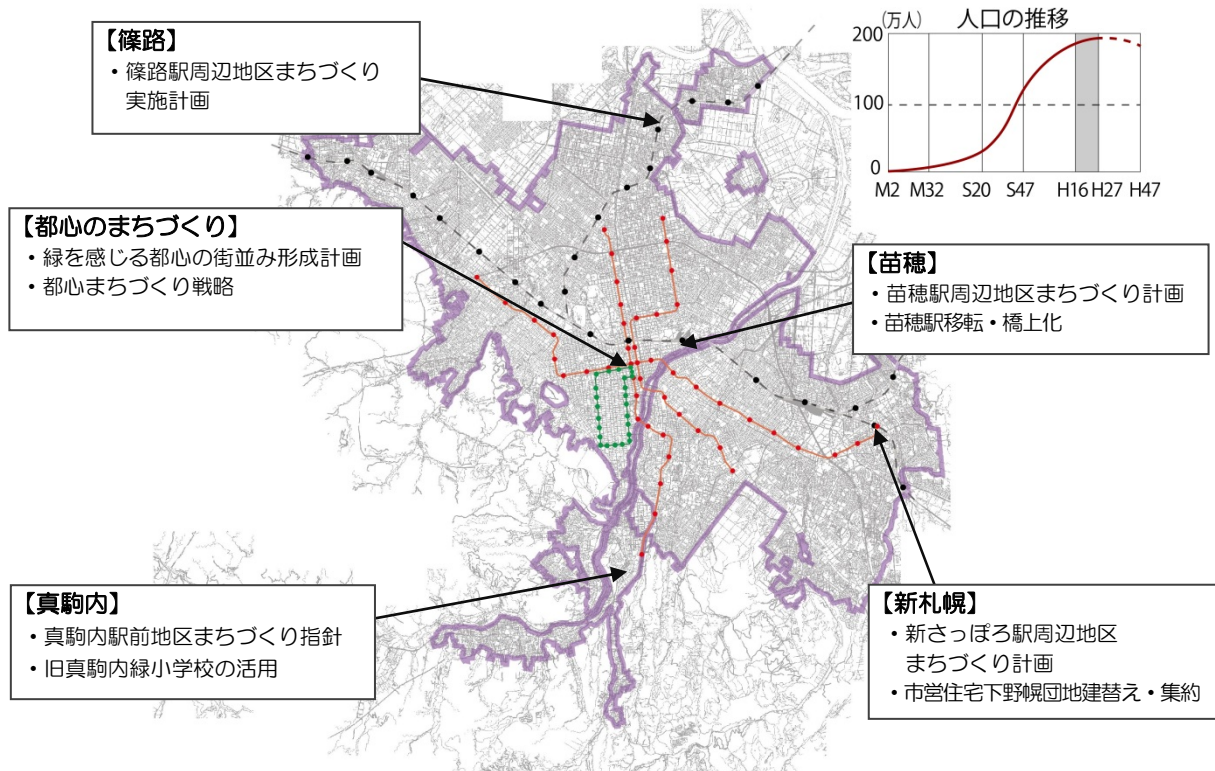 【篠路】
・篠路駅周辺地区まちづくり
実施計画
(万人)
人口の推移
200
100
0
M2 M32 S20 S47 H16 H27 H47
【都心のまちづくり】
・緑を感じる都心の街並み形成計画
・都心まちづくり戦略
【苗穂】
・苗穂駅周辺地区まちづくり計画
・苗穂駅移転・橋上化
【真駒内】
・真駒内駅前地区まちづくり指針
・旧真駒内緑小学校の活用
【新札幌】
・新さっぽろ駅周辺地区
まちづくり計画
・市営住宅下野幌団地建替え・集約